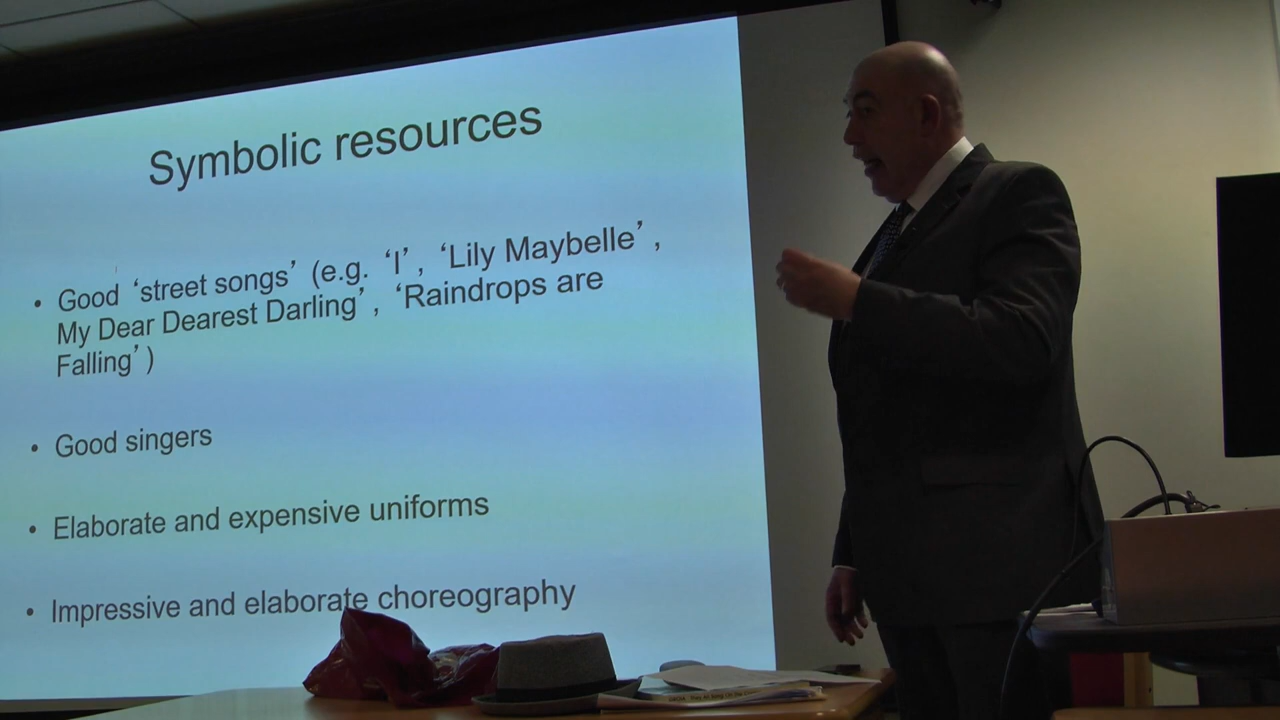 Symbolic resources
• Good ‘street songs’ (e.g. ‘I’, ‘Lily Maybelle’,
My Dear Dearest Darling’, ‘Raindrops are
Falling’)
• Good singers
• Elaborate and expensive uniforms
• Impressive and elaborate choreography